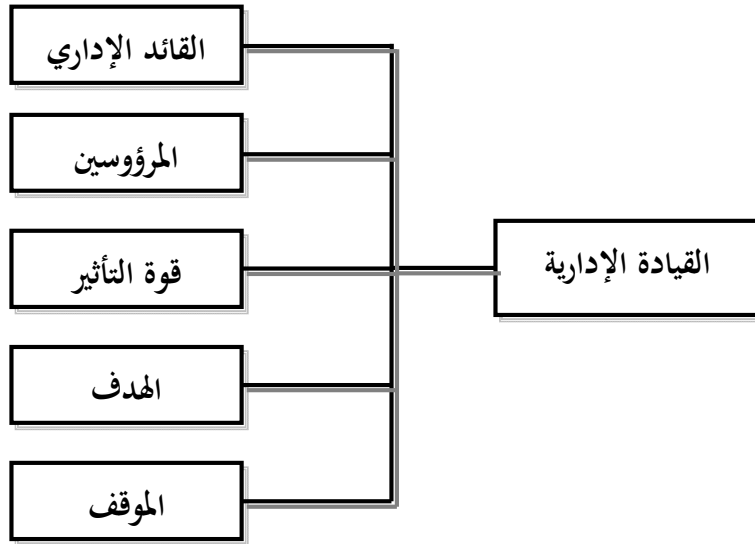 القائد الإداري
المرؤوسين
القيادة الإدارية
قوة التأثير
الهدف
الموقف